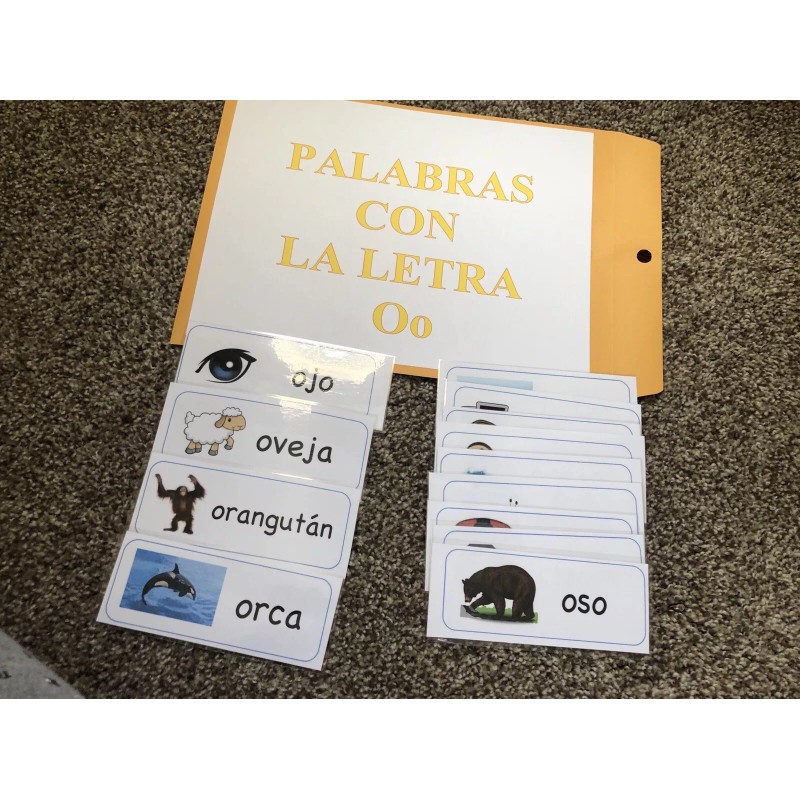 PALABRAS
CON
LA LETRA
Oo
ojo
oveja
orangután
orca
oso